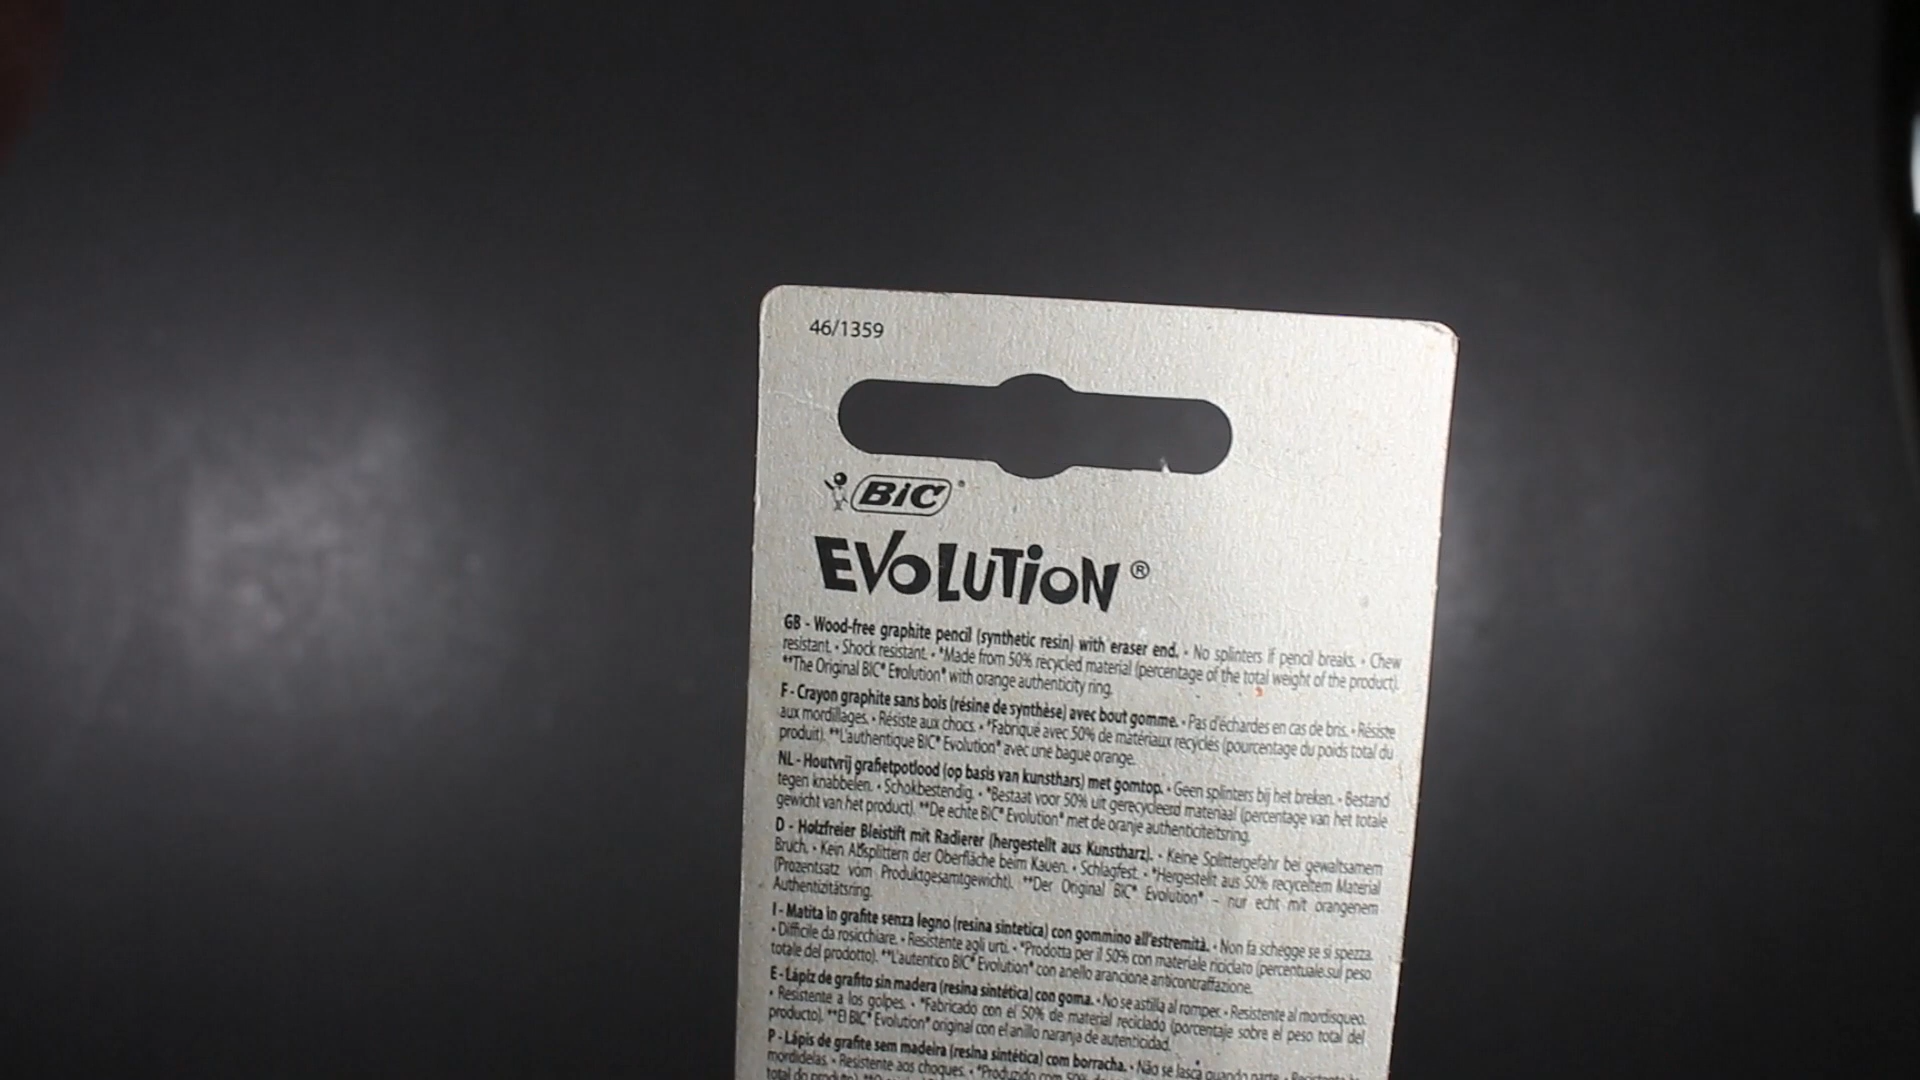 46/1359
BIC®
EVOLUTION®
GB - Wood-free graphite pencil (synthetic resin) with eraser end. • No splinters if pencil breaks. • Chew
resistant. • Shock resistant. • *Made from 50% recycled material (percentage of the total weight of the product).
**The Original BIC® Evolution® with orange authenticity ring.
F - Crayon graphite sans bois (résine de synthèse) avec bout gomme. • Pas d'échardes en cas de bris. • Résiste
aux mordillages. • Résiste aux chocs. • *Fabriqué avec 50% de matériaux recyclés (pourcentage du poids total du
produit). **L'authentique BIC® Evolution® avec une bague orange.
NL - Houtvrij grafietpotlood (op basis van kunsthars) met gomtop. • Geen splinters bij het breken. • Bestand
tegen knabbelen. • Schokbestendig. • *Bestaat voor 50% uit gerecycleerd materiaal (percentage van het totale
gewicht van het product). **De echte BIC® Evolution® met de oranje authenticiteitsring.
D - Holzfreier Bleistift mit Radierer (hergestellt aus Kunstharz). • Keine Splittergefahr bei gewaltsamem
Bruch. • Kein Absplittern der Oberfläche beim Kauen. • Schlagfest. • *Hergestellt aus 50% recyceltem Material
(Prozentsatz vom Produktgesamtgewicht). **Der Original BIC® Evolution® – nur echt mit orangenem
Authentizitätsring.
I - Matita in grafite senza legno (resina sintetica) con gommino all'estremità. • Non fa schegge se si spezza.
• Difficile da rosicchiare. • Resistente agli urti. • *Prodotta per il 50% con materiale riciclato (percentuale sul peso
totale del prodotto). **L'autentico BIC® Evolution® con anello arancione anticontraffazione.
E - Lápiz de grafito sin madera (resina sintética) con goma. • No se astilla al romper. • Resistente al mordisqueo.
• Resistente a los golpes. • *Fabricado con el 50% de material reciclado (porcentaje sobre el peso total del
producto). **El BIC® Evolution® original con el anillo naranja de autenticidad.
P - Lápis de grafite sem madeira (resina sintética) com borracha. • Não se lasca quando parte. •
mordidelas. • Resistente aos choques. • *Produzido com 50%
total do produto).